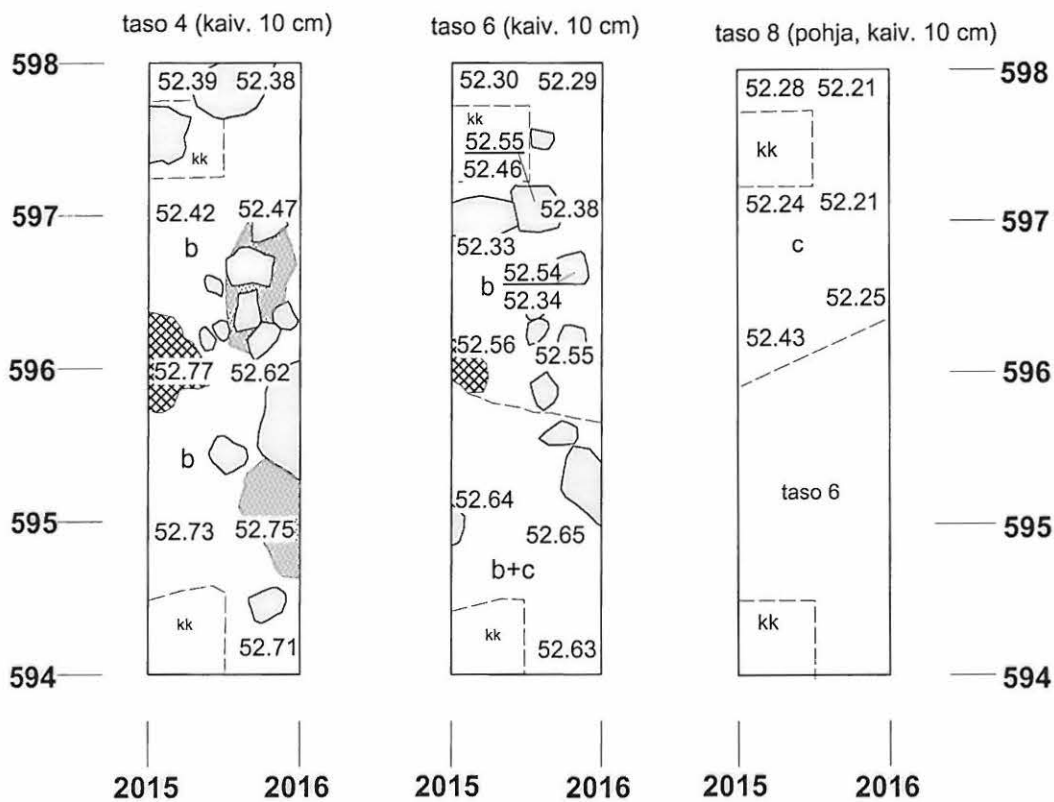 taso 4 (kaiv. 10 cm)
taso 6 (kaiv. 10 cm)
taso 8 (pohja, kaiv. 10 cm)
598
52.39 52.38
52.30 52.29
52.28 52.21
598
kk
kk
52.55
52.46
kk
597
52.42 52.47
52.38
52.24 52.21
597
b
52.33
c
b
52.54
52.34
52.25
52.56 52.55
52.43
596
52.77 52.62
596
b
52.64
taso 6
595
52.73 52.75
52.65
595
b+c
kk
kk
kk
52.71
52.63
594
594
2015 2016
2015 2016
2015 2016